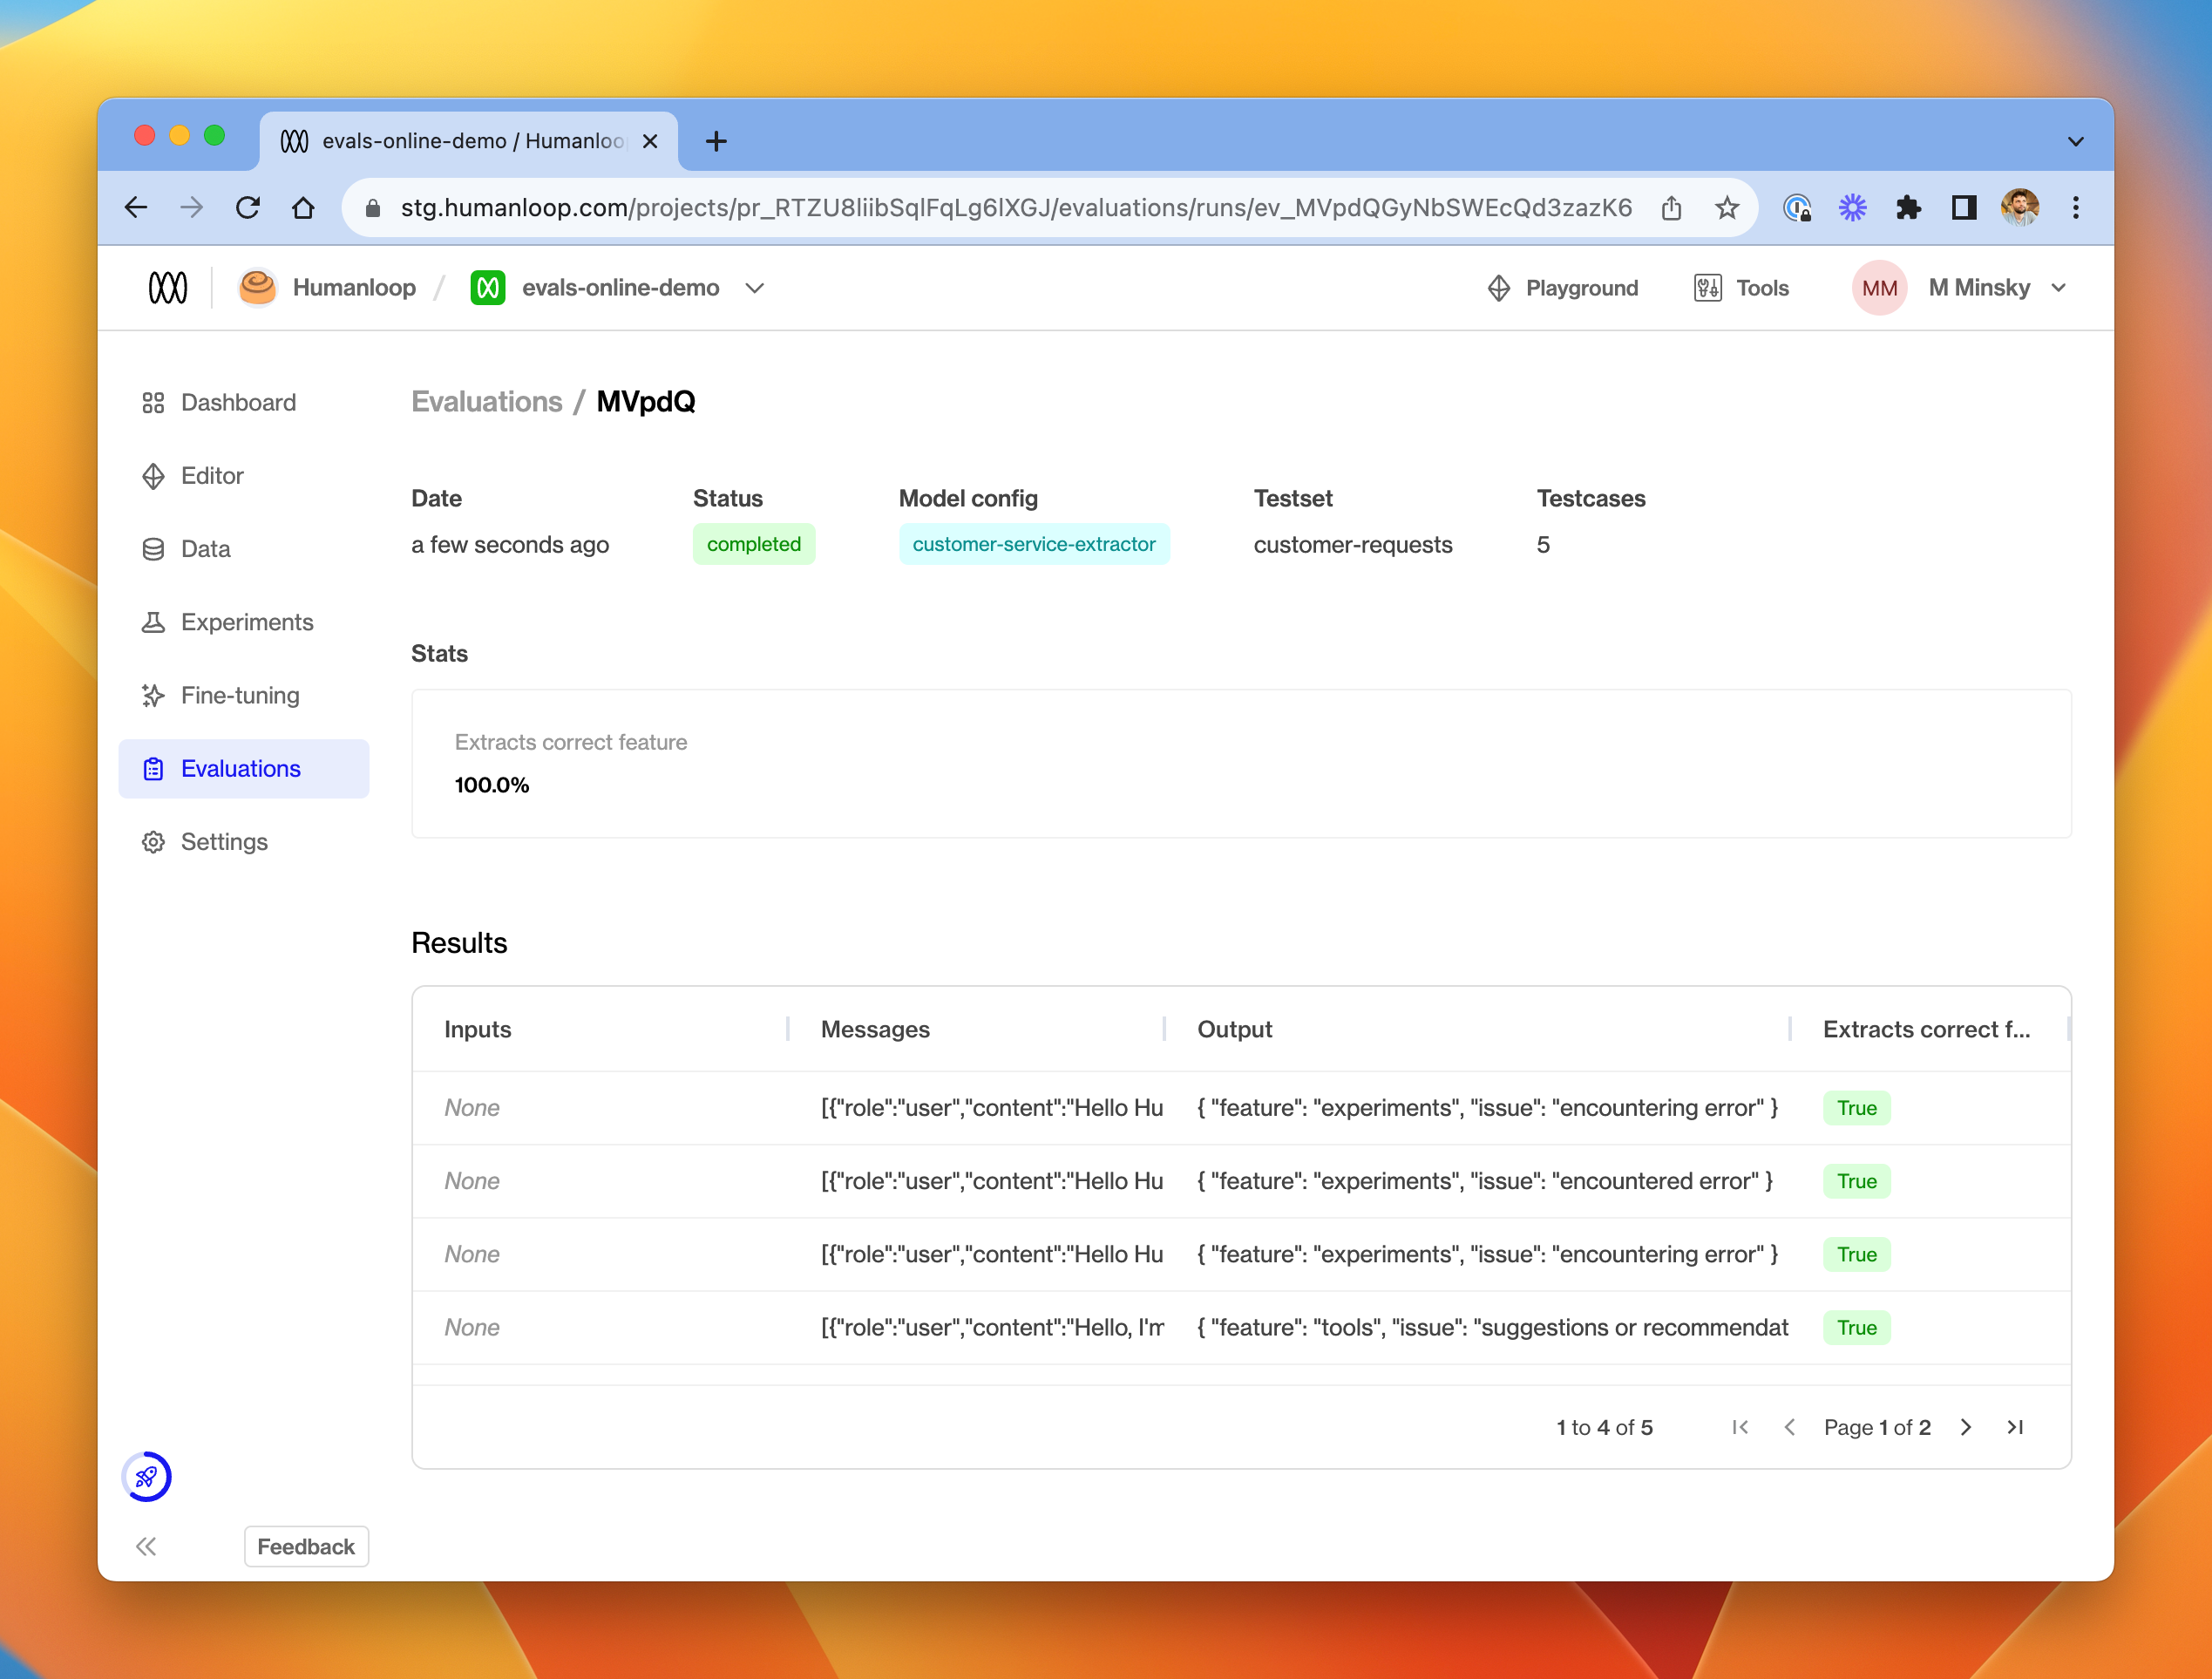 evals-online-demo / Humanloo
stg.humanloop.com/projects/pr_RTZU8liibSqlFqLg6lXGJ/evaluations/runs/ev_MVpdQGyNbSWEcQd3zazK6
Humanloop / evals-online-demo
Playground
Tools
MM
M Minsky
Dashboard
Editor
Data
Experiments
Fine-tuning
Evaluations
Settings
Evaluations / MVpdQ
Date Status Model config Testset Testcases
a few seconds ago completed customer-service-extractor customer-requests 5
Stats
Extracts correct feature
100.0%
Results
Inputs Messages Output Extracts correct f...
None [{"role":"user","content":"Hello Hu { "feature": "experiments", "issue": "encountering error" } True
None [{"role":"user","content":"Hello Hu { "feature": "experiments", "issue": "encountered error" } True
None [{"role":"user","content":"Hello Hu { "feature": "experiments", "issue": "encountering error" } True
None [{"role":"user","content":"Hello, I'm { "feature": "tools", "issue": "suggestions or recommendat True
1 to 4 of 5 Page 1 of 2
Feedback